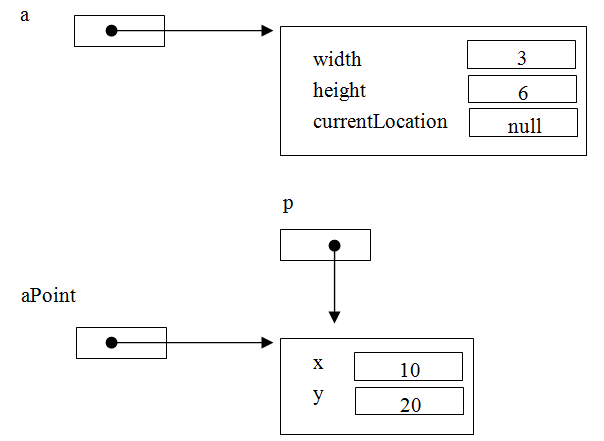 a
width 3
height 6
currentLocation null
p
aPoint
x 10
y 20